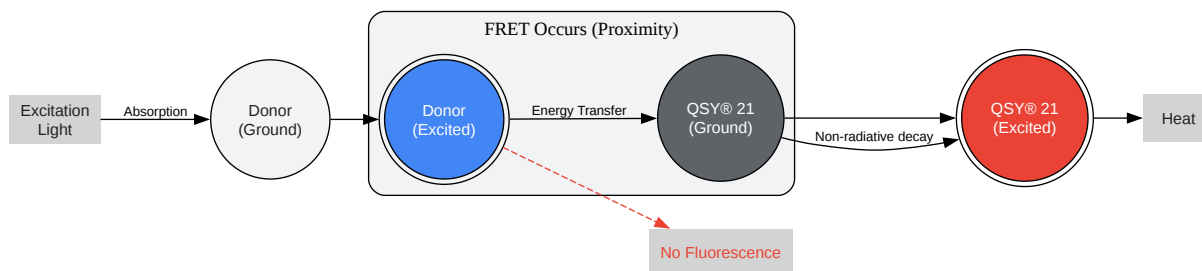 FRET Occurs (Proximity)
Excitation
Light
Absorption
Donor
(Ground)
Donor
(Excited)
Energy Transfer
QSY® 21
(Ground)
Non-radiative decay
QSY® 21
(Excited)
Heat
No Fluorescence